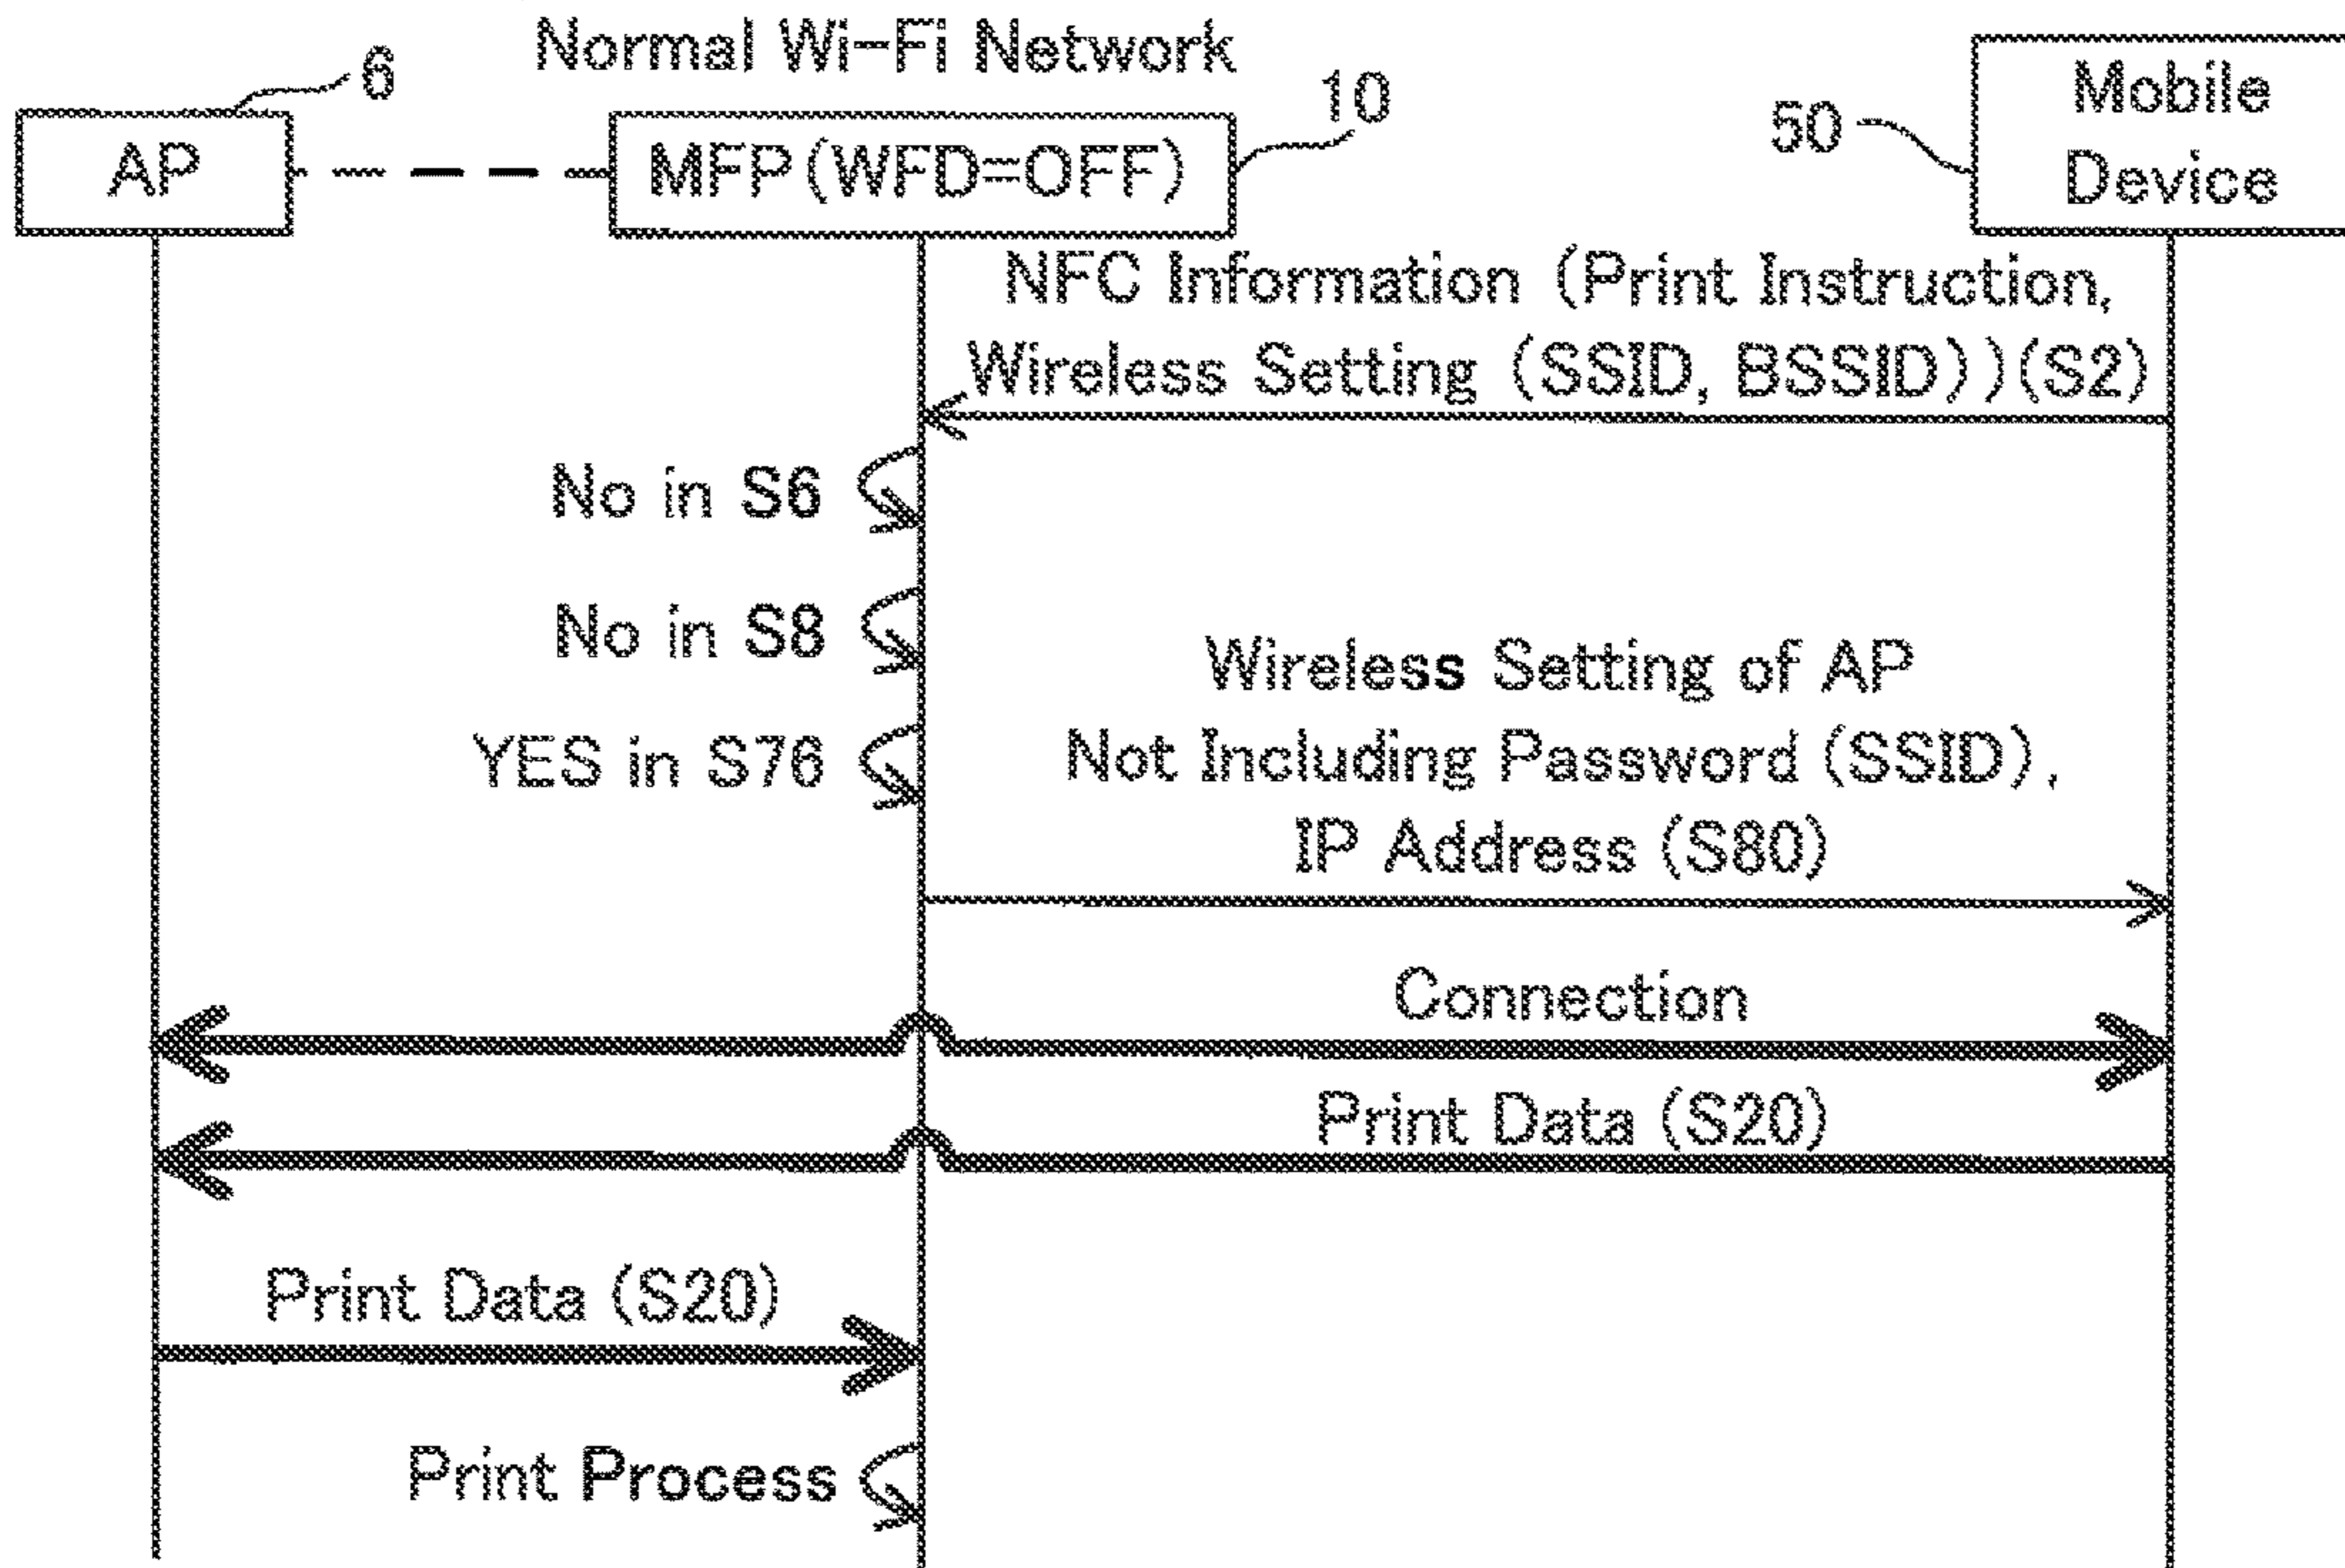 Normal Wi-Fi Network
6
10
50
Mobile
Device
AP
MFP(WFD=OFF)
NFC Information (Print Instruction,
Wireless Setting (SSID, BSSID))(S2)
No in S6
No in S8
YES in S76
Wireless Setting of AP
Not Including Password (SSID),
IP Address (S80)
Connection
Print Data (S20)
Print Data (S20)
Print Process